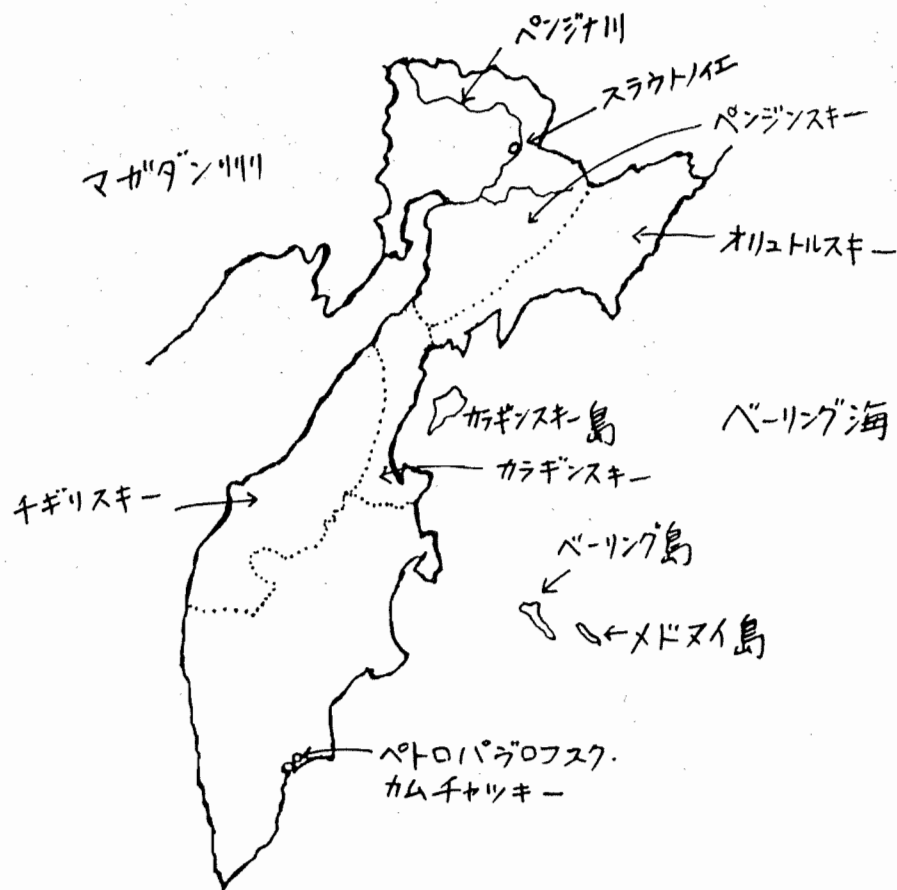 ペンジナ川
スラウトノイエ
ペンジンスキー
マガダン州
オリュトルスキー
カラギンスキー島
ベーリング海
カラギンスキー
チギリスキー
ベーリング島
メドヌイ島
ペトロパヴロフスク・
カムチャツキー